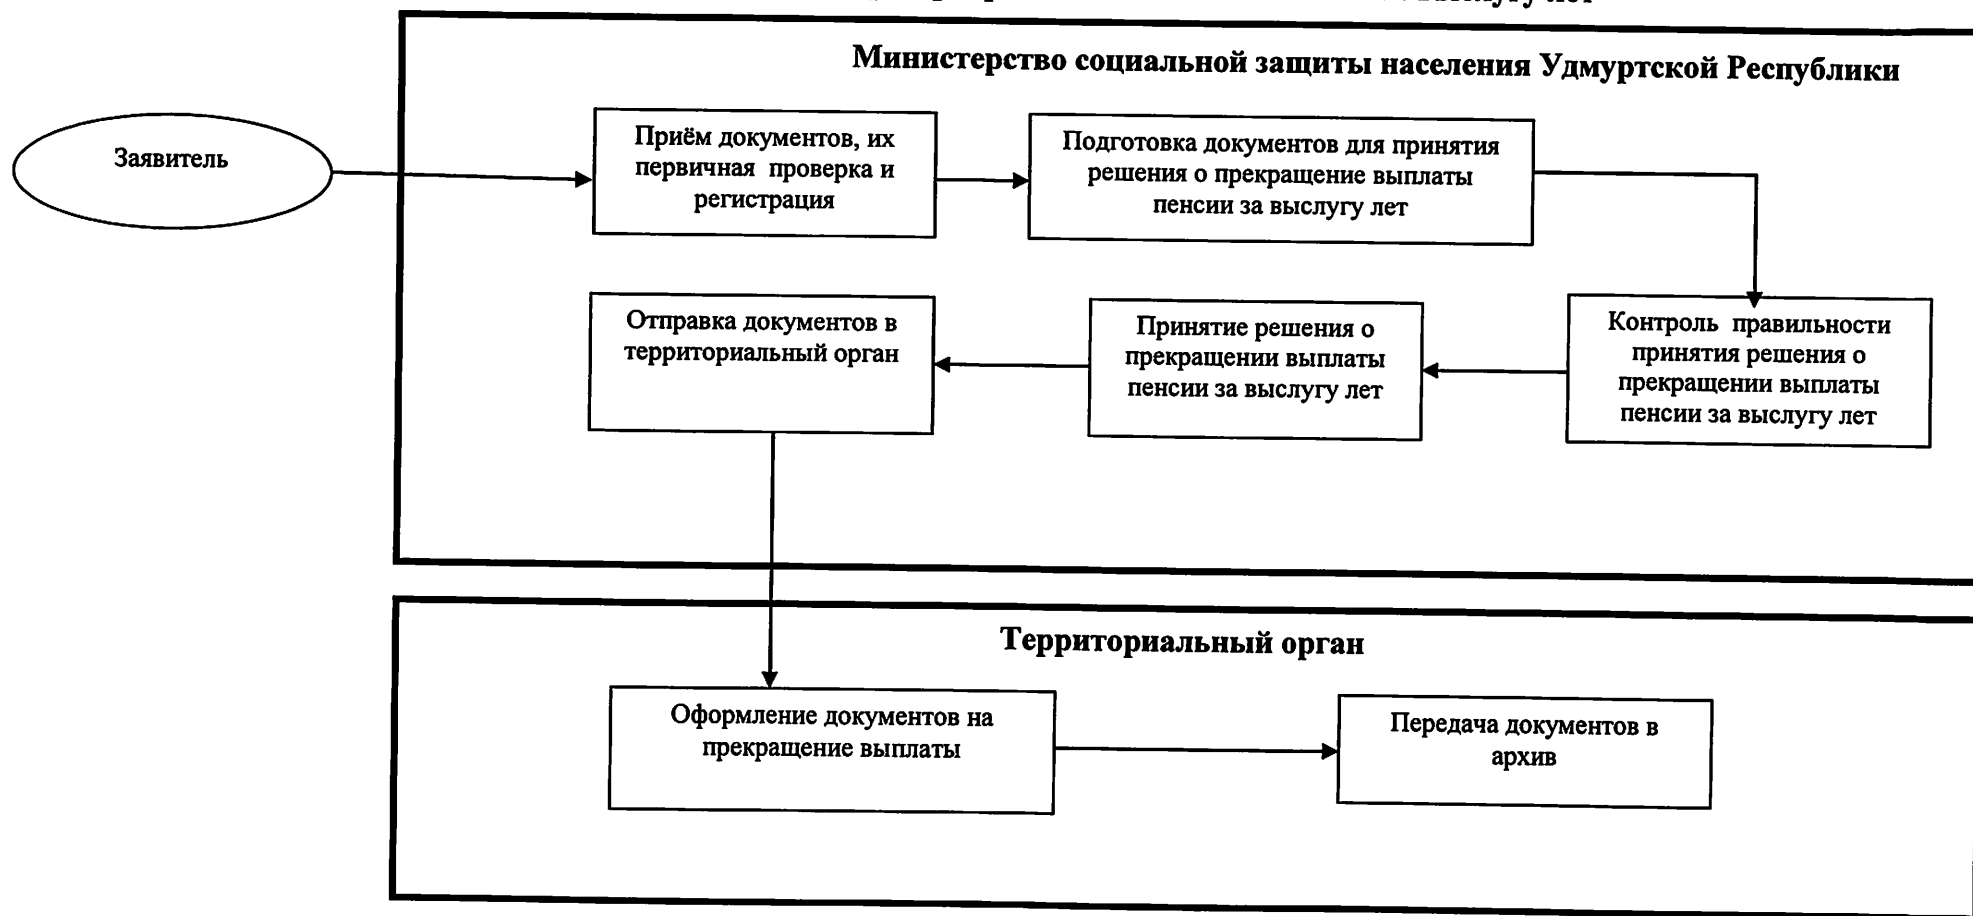 выслугу лет
Министерство социальной защиты населения Удмуртской Республики
Заявитель
Приём документов, их
первичная проверка и
регистрация
Подготовка документов для принятия
решения о прекращение выплаты
пенсии за выслугу лет
Отправка документов в
территориальный орган
Принятие решения о
прекращении выплаты
пенсии за выслугу лет
Контроль правильности
принятия решения о
прекращении выплаты
пенсии за выслугу лет
Территориальный орган
Оформление документов на
прекращение выплаты
Передача документов в
архив